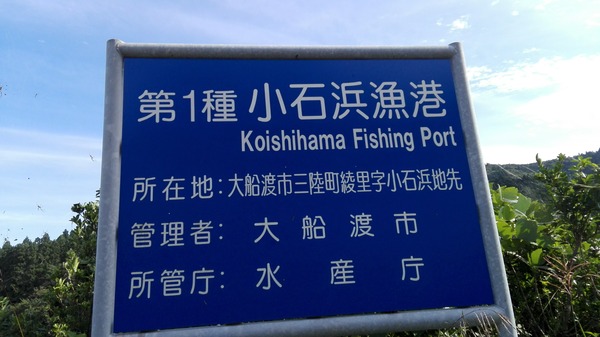 第1種 小石浜漁港
Koishihama Fishing Port
所在地:大船渡市三陸町綾里字小石浜地先
管理者: 大船渡市
所管庁: 水産庁